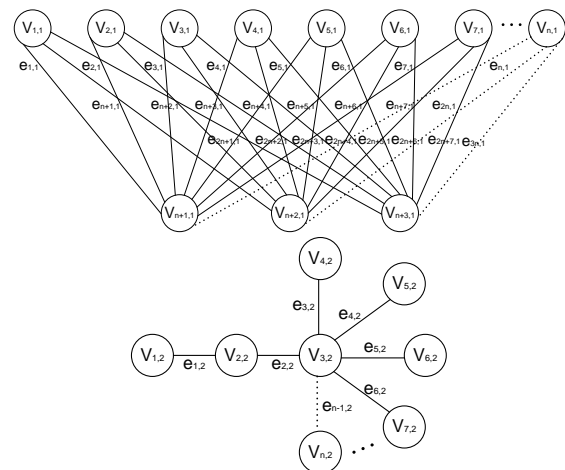 V1,1 V2,1 V3,1 V4,1 V5,1 V6,1 V7,1 ... Vn,1
e1,1 e2,1 e3,1 e4,1 e5,1 e6,1 e7,1 en,1
en+1,1 en+2,1 en+3,1 en+4,1 en+5,1 en+6,1 en+7,1 e2n,1
e2n+1,1 e2n+2,1 e2n+3,1 e2n+4,1 e2n+5,1 e2n+6,1 e2n+7,1 e3n,1
Vn+1,1 Vn+2,1 Vn+3,1
V4,2
V5,2
e3,2 e4,2
V1,2 e1,2 V2,2 e2,2 V3,2 e5,2 V6,2
e6,2
en-1,2
V7,2
Vn,2 ...